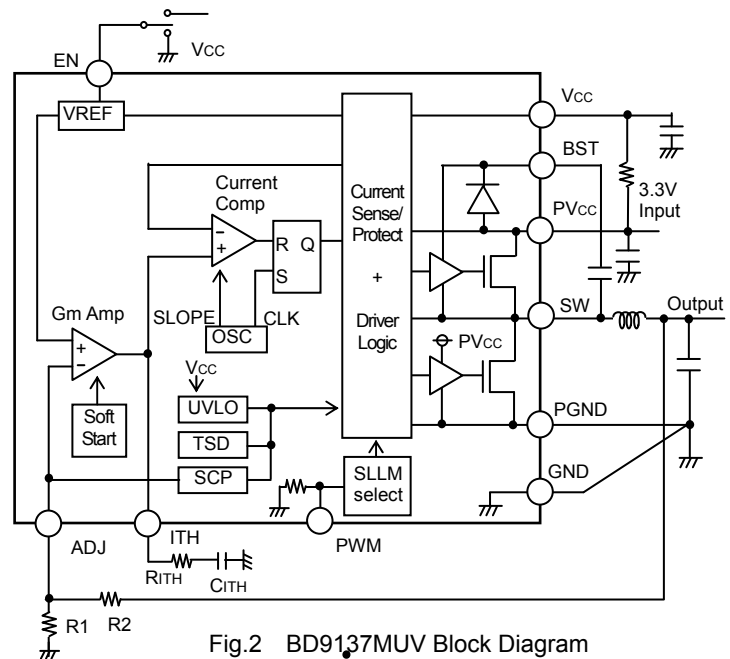 VCC
EN
VREF
VCC
BST
Current
Comp
Current
Sense/
Protect
+
Driver
Logic
3.3V
Input
PVCC
−
+
R Q
S
Gm Amp
SLOPE
CLK
OSC
SW
Output
+
−
PVCC
VCC
Soft
Start
UVLO
TSD
SCP
PGND
SLLM
select
GND
ADJ
ITH
PWM
RITH
CITH
R1
R2
Fig.2 BD9137MUV Block Diagram